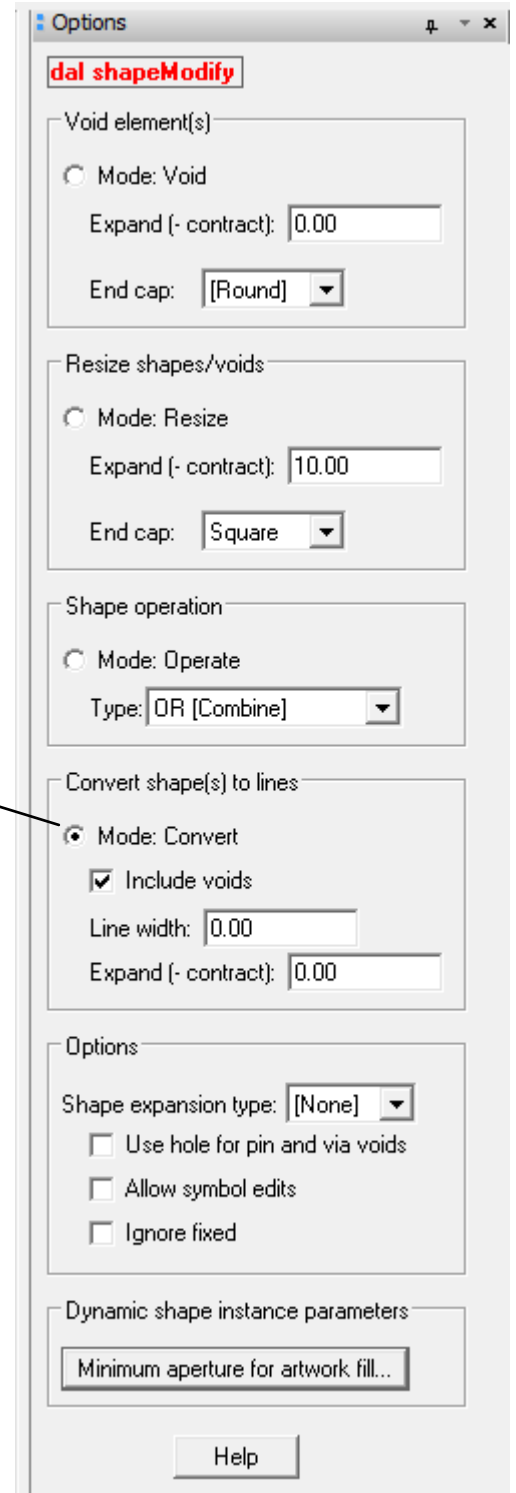 Options
dal shapeModify
Void element(s)
Mode: Void
Expand (- contract): 0.00
End cap: [Round]
Resize shapes/voids
Mode: Resize
Expand (- contract): 10.00
End cap: Square
Shape operation
Mode: Operate
Type: OR [Combine]
Convert shape(s) to lines
Mode: Convert
Include voids
Line width: 0.00
Expand (- contract): 0.00
Options
Shape expansion type: [None]
Use hole for pin and via voids
Allow symbol edits
Ignore fixed
Dynamic shape instance parameters
Minimum aperture for artwork fill...
Help